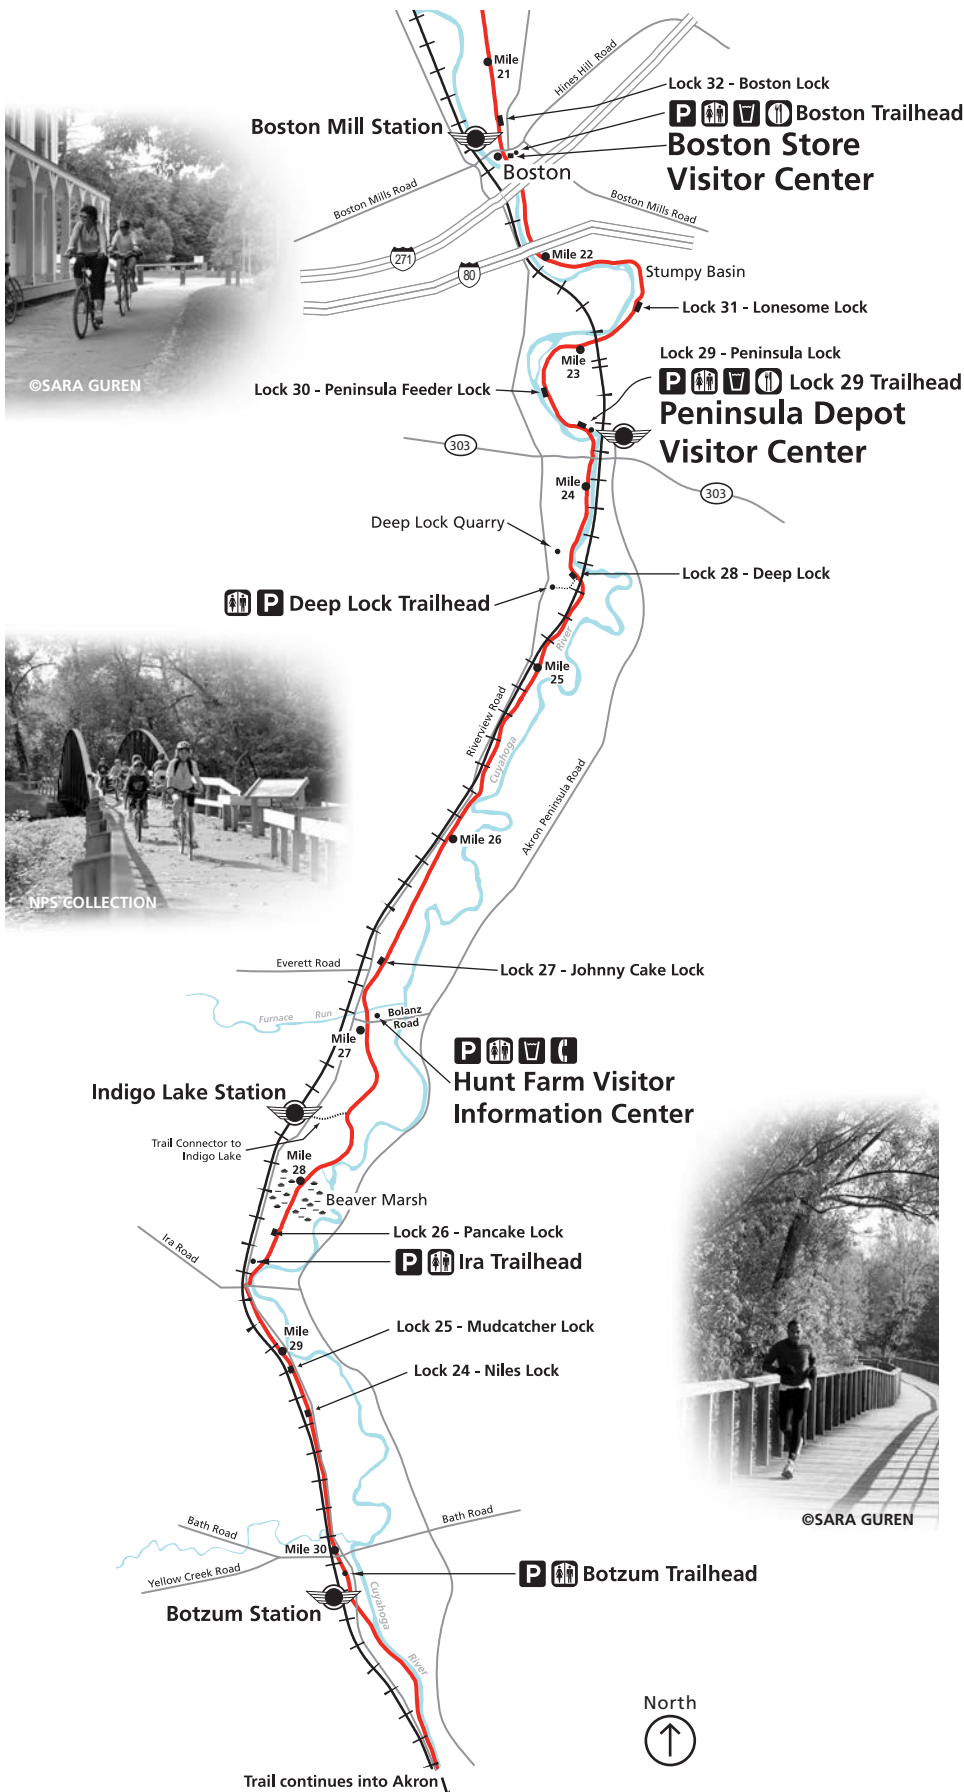 Mile
21
Hines Hill Road
Lock 32 - Boston Lock
P
Boston Trailhead
Boston Mill Station
Boston Store
Visitor Center
Boston
Boston Mills Road
Boston Mills Road
271
80
Mile 22
Stumpy Basin
Lock 31 - Lonesome Lock
©SARA GUREN
Mile
23
Lock 29 - Peninsula Lock
P
Lock 29 Trailhead
Lock 30 - Peninsula Feeder Lock
Peninsula Depot
Visitor Center
303
303
Mile
24
Deep Lock Quarry
Lock 28 - Deep Lock
P
Deep Lock Trailhead
River
Mile
25
Riverview Road
Cuyahoga
Akron Peninsula Road
Mile 26
NPS COLLECTION
Everett Road
Lock 27 - Johnny Cake Lock
Furnace Run
Bolanz
Road
Mile
27
P
Hunt Farm Visitor
Information Center
Indigo Lake Station
Trail Connector to
Indigo Lake
Mile
28
Beaver Marsh
Lock 26 - Pancake Lock
Ira Road
P
Ira Trailhead
Mile
29
Lock 25 - Mudcatcher Lock
Lock 24 - Niles Lock
©SARA GUREN
Bath Road
Bath Road
Mile 30
Yellow Creek Road
P
Botzum Trailhead
Botzum Station
Cuyahoga
River
North
Trail continues into Akron